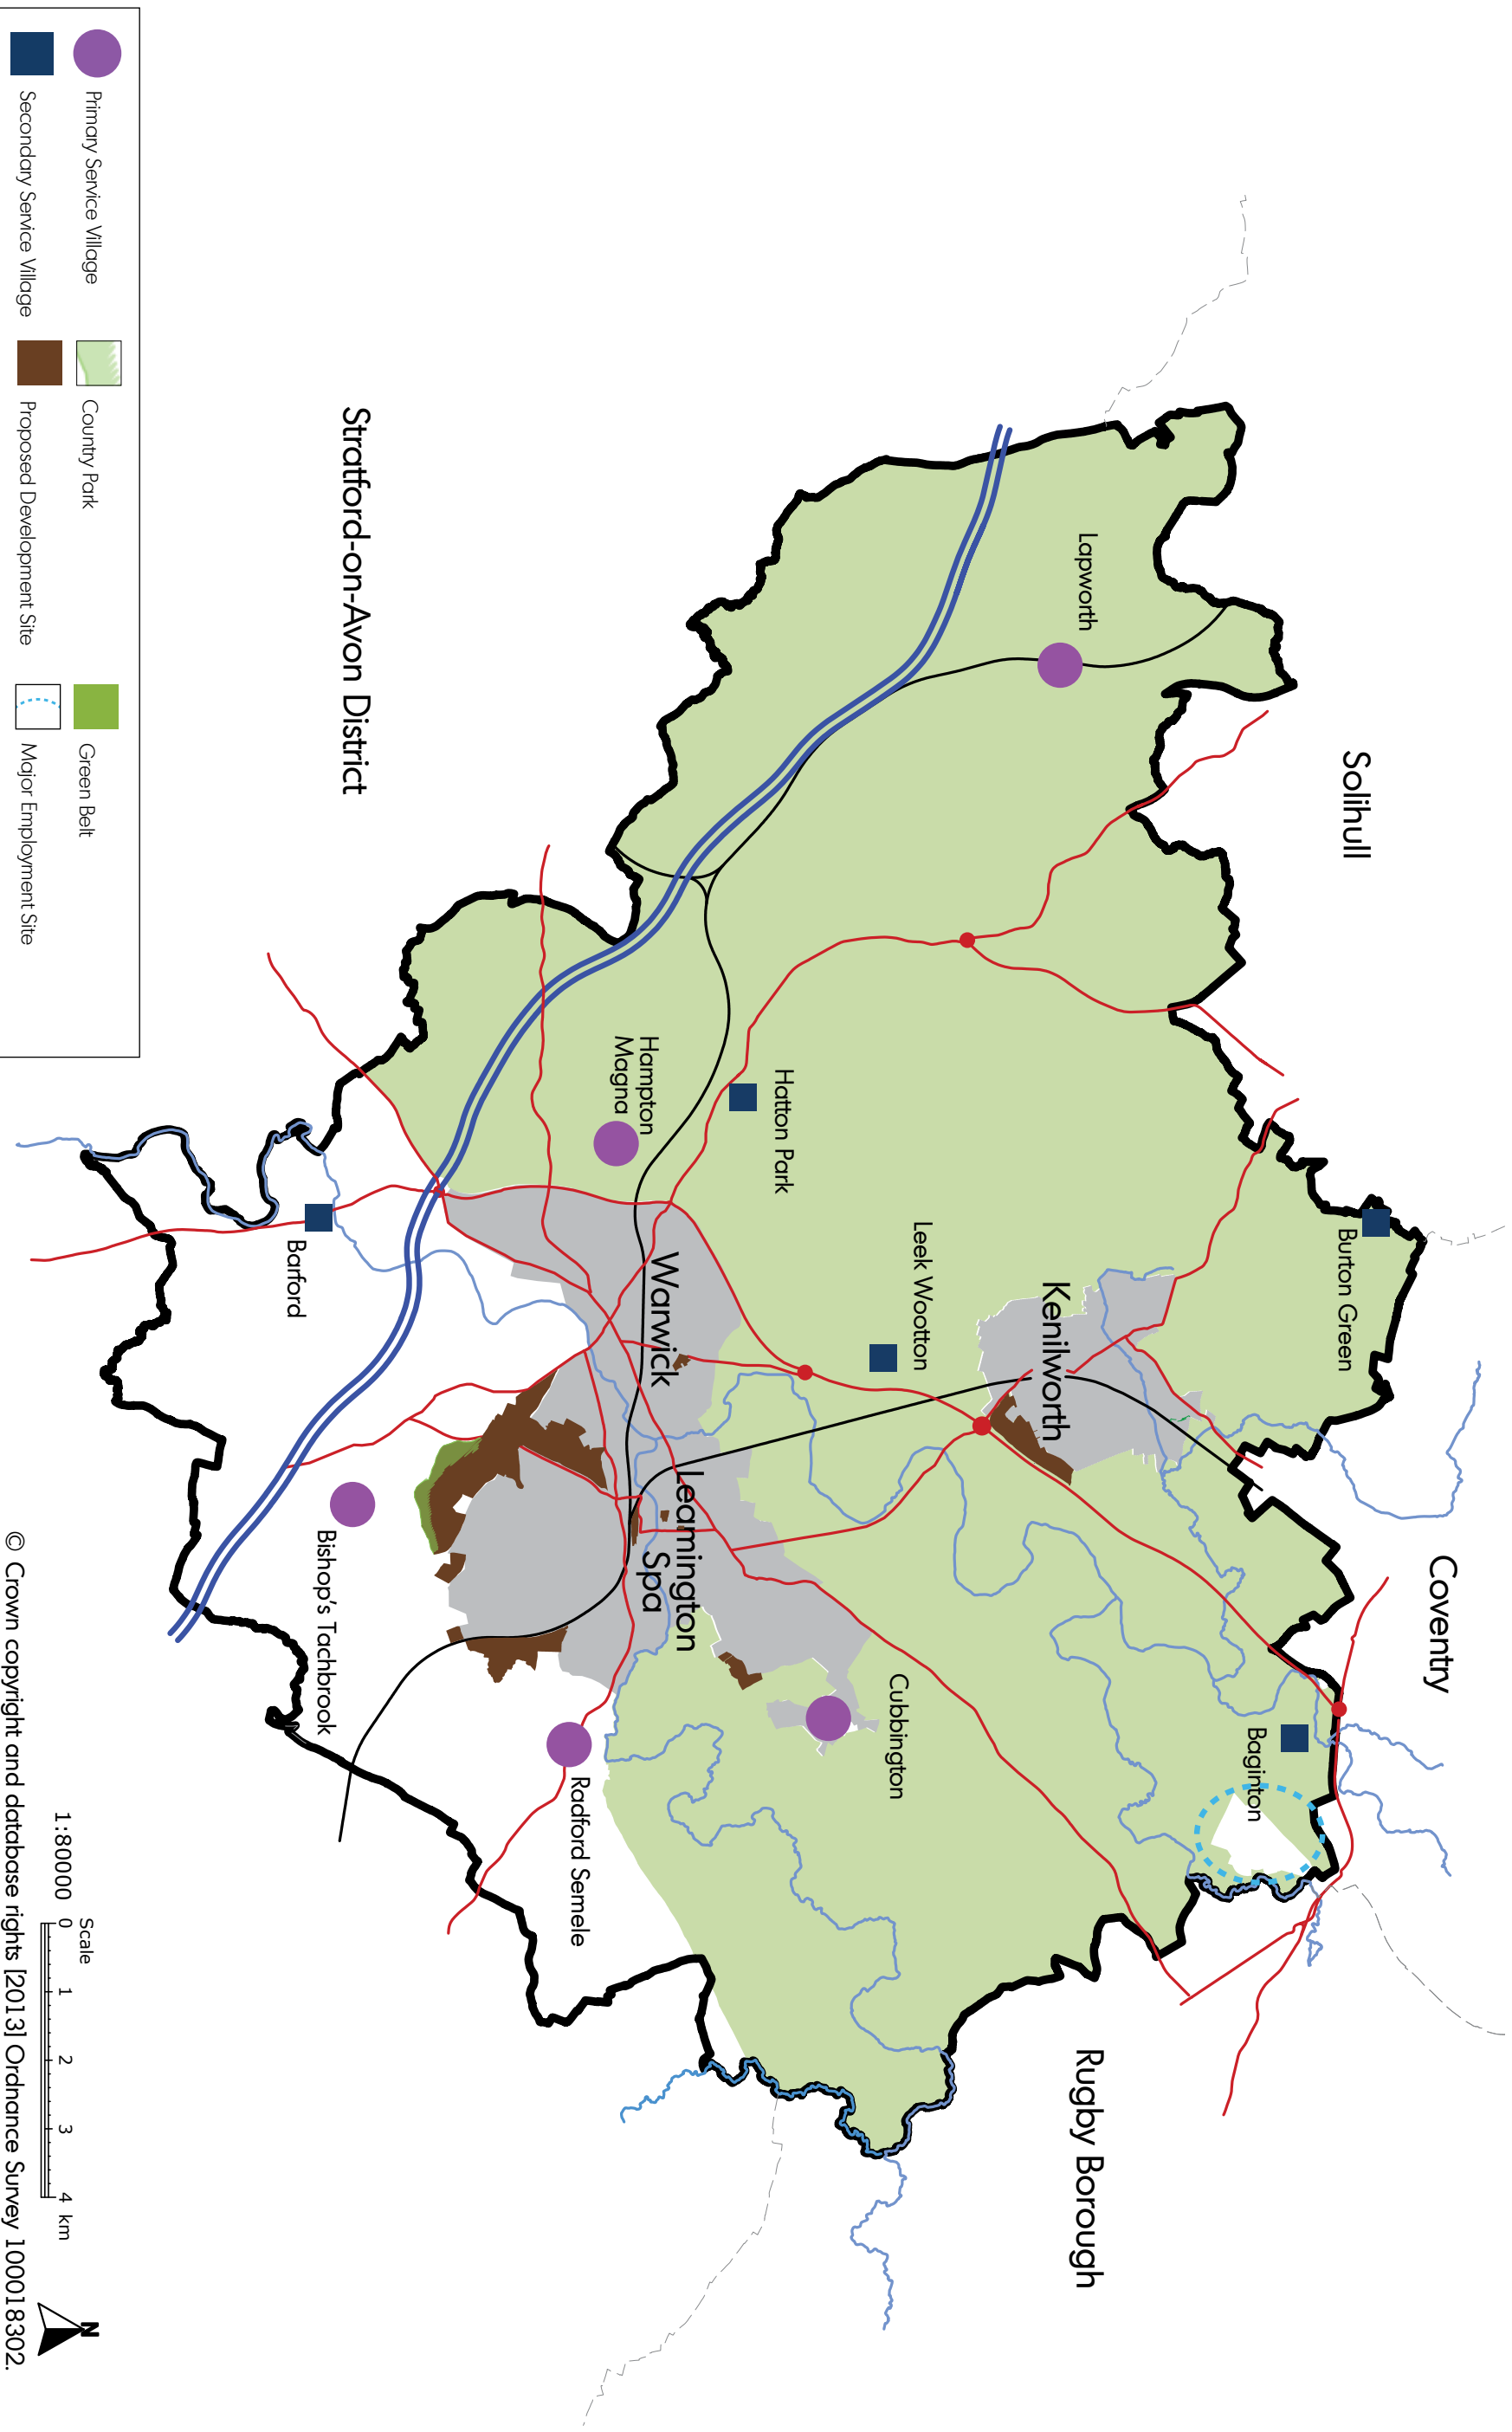 Solihull
Coventry
Rugby Borough
Stratford-on-Avon District
Burton Green
Baginton
Lapworth
Kenilworth
Leek Wootton
Cubbington
Hatton Park
Hampton
Magna
Warwick
Leamington
Spa
Radford Semele
Barford
Bishop's Tachbrook
Primary Service Village
Country Park
Green Belt
Secondary Service Village
Proposed Development Site
Major Employment Site
Scale
1:80000
0 1 2 3 4 km
N
© Crown copyright and database rights [2013] Ordnance Survey 100018302.